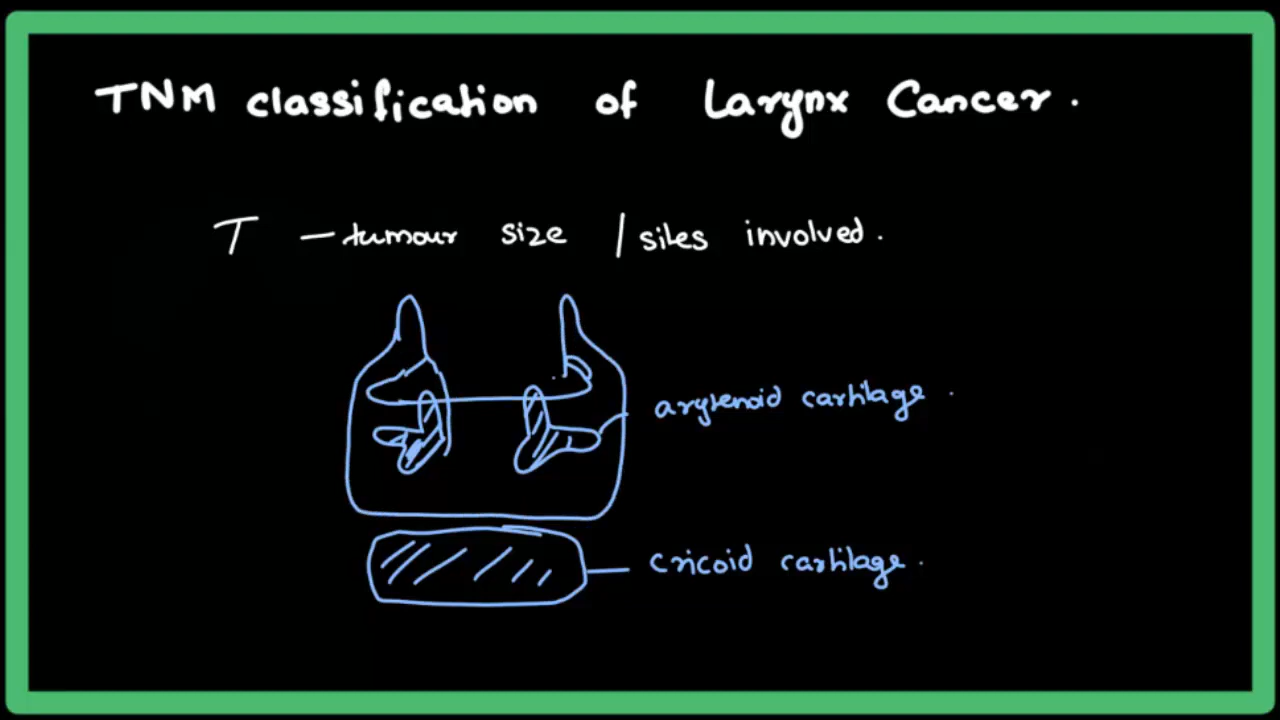 TNM classification of Larynx Cancer.
T — tumour size / sites involved.
arytenoid cartilage.
cricoid cartilage.